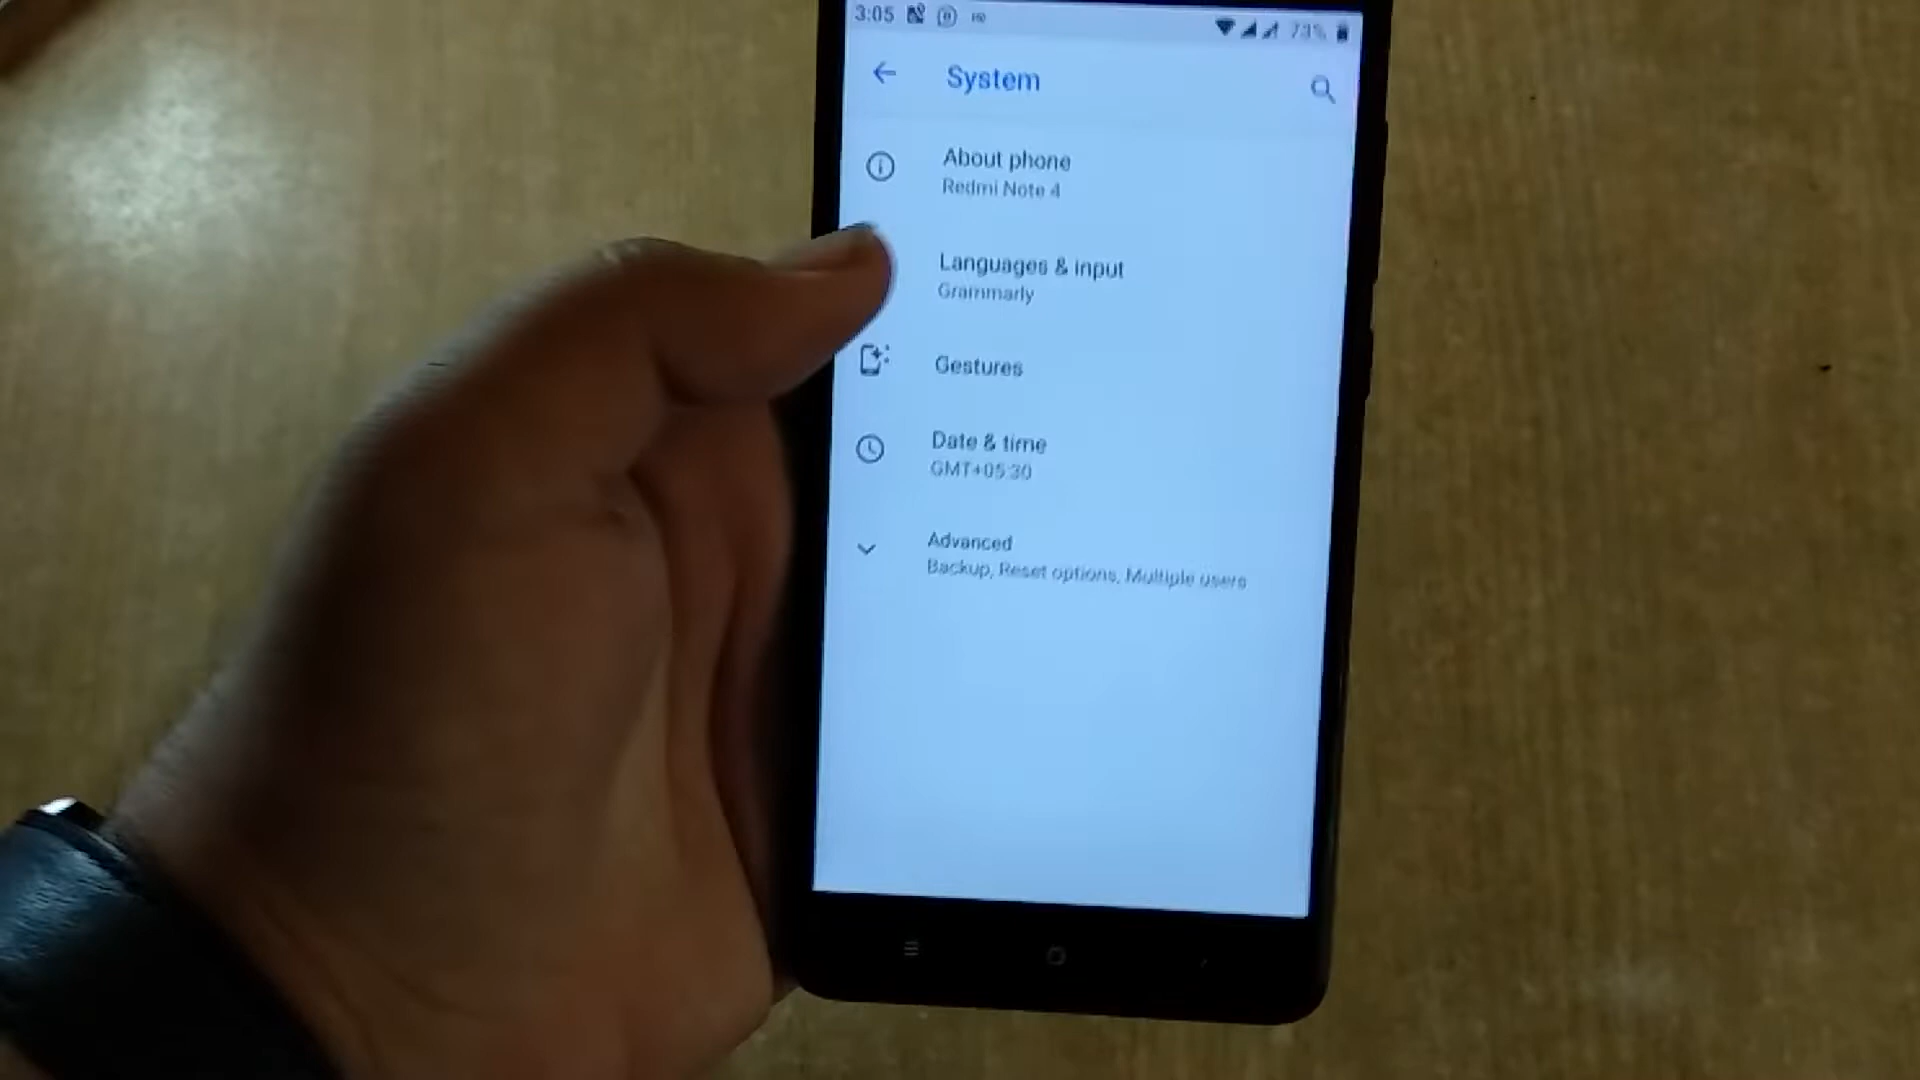 3:05
73%
System
About phone
Redmi Note 4
Languages & input
Grammarly
Gestures
Date & time
GMT+05:30
Advanced
Backup, Reset options, Multiple users